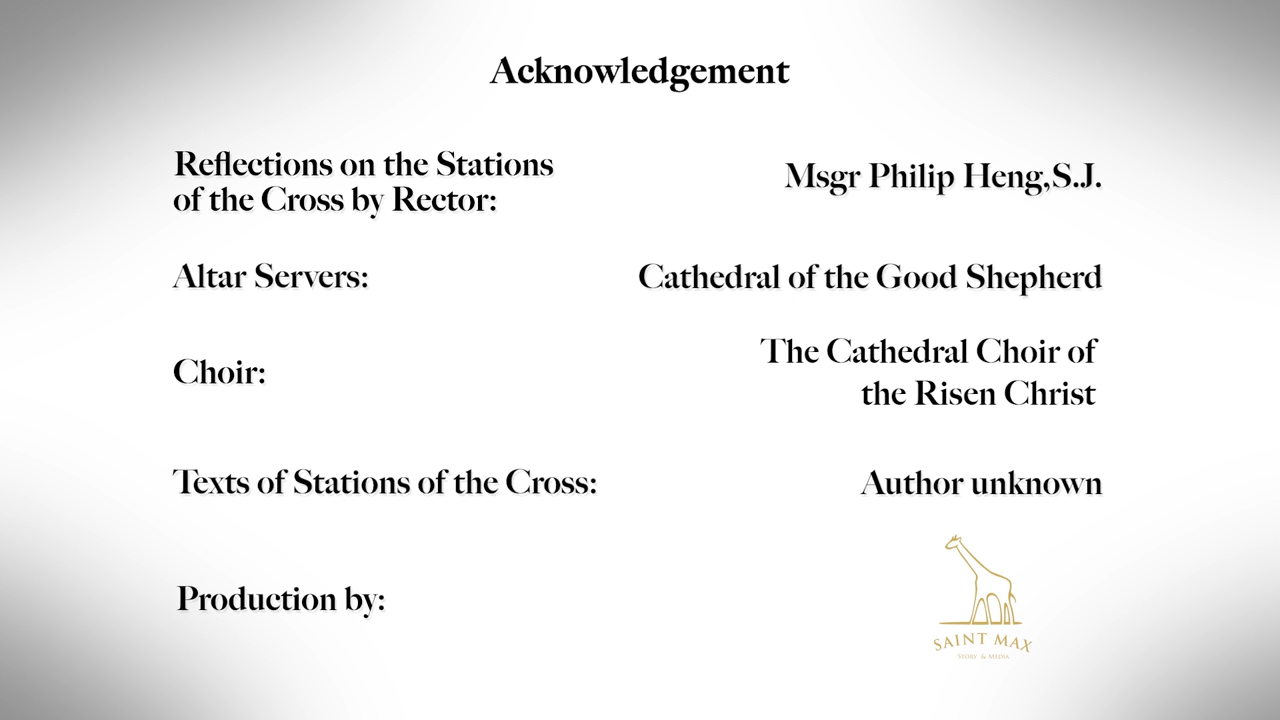 Acknowledgement
Reflections on the Stations
of the Cross by Rector:
Msgr Philip Heng,S.J.
Altar Servers:
Cathedral of the Good Shepherd
Choir:
The Cathedral Choir of
the Risen Christ
Texts of Stations of the Cross:
Author unknown
Production by:
SAINT MAX
STORY & MEDIA